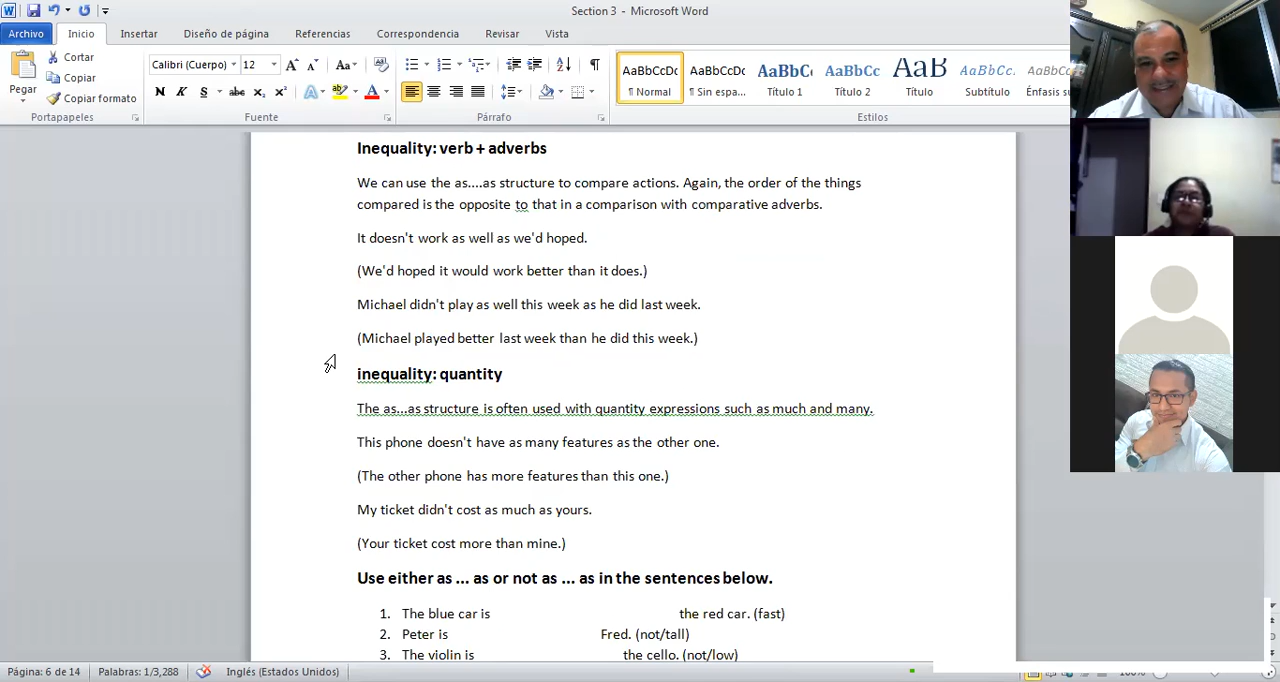 Section 3 - Microsoft Word
Archivo Inicio Insertar Diseño de página Referencias Correspondencia Revisar Vista
Pegar
Cortar
Copiar
Copiar formato
Portapapeles
Calibri (Cuerpo) 12
Fuente
Párrafo
AaBbCcDc AaBbCcDc AaBbC AaBbCc AaB AaBbCc. AaBbCc
¶ Normal ¶ Sin espa... Título 1 Título 2 Título Subtítulo Énfasis su
Estilos
Inequality: verb + adverbs
We can use the as....as structure to compare actions. Again, the order of the things
compared is the opposite to that in a comparison with comparative adverbs.
It doesn't work as well as we'd hoped.
(We'd hoped it would work better than it does.)
Michael didn't play as well this week as he did last week.
(Michael played better last week than he did this week.)
inequality: quantity
The as...as structure is often used with quantity expressions such as much and many.
This phone doesn't have as many features as the other one.
(The other phone has more features than this one.)
My ticket didn't cost as much as yours.
(Your ticket cost more than mine.)
Use either as ... as or not as ... as in the sentences below.
1. The blue car is the red car. (fast)
2. Peter is Fred. (not/tall)
3. The violin is the cello. (not/low)
Página: 6 de 14 Palabras: 1/3,288 Inglés (Estados Unidos)